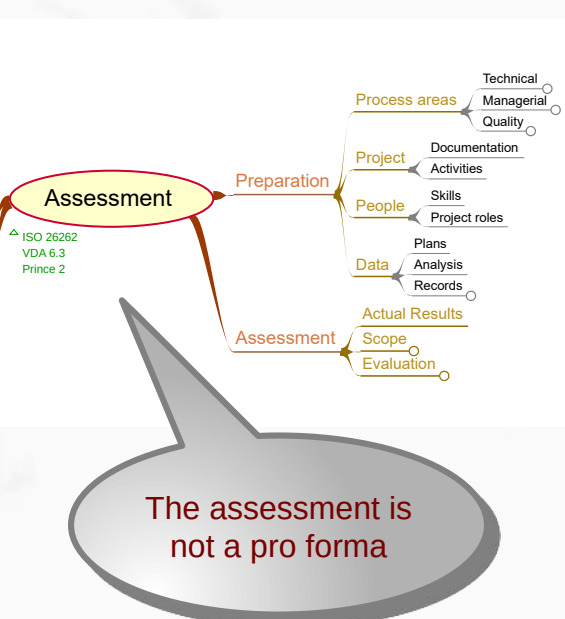 Technical
Process areas
Managerial
Quality
Documentation
Project
Activities
Preparation
Assessment
Skills
People
Project roles
ISO 26262
VDA 6.3
Prince 2
Plans
Data
Analysis
Records
Actual Results
Assessment
Scope
Evaluation
The assessment is
not a pro forma